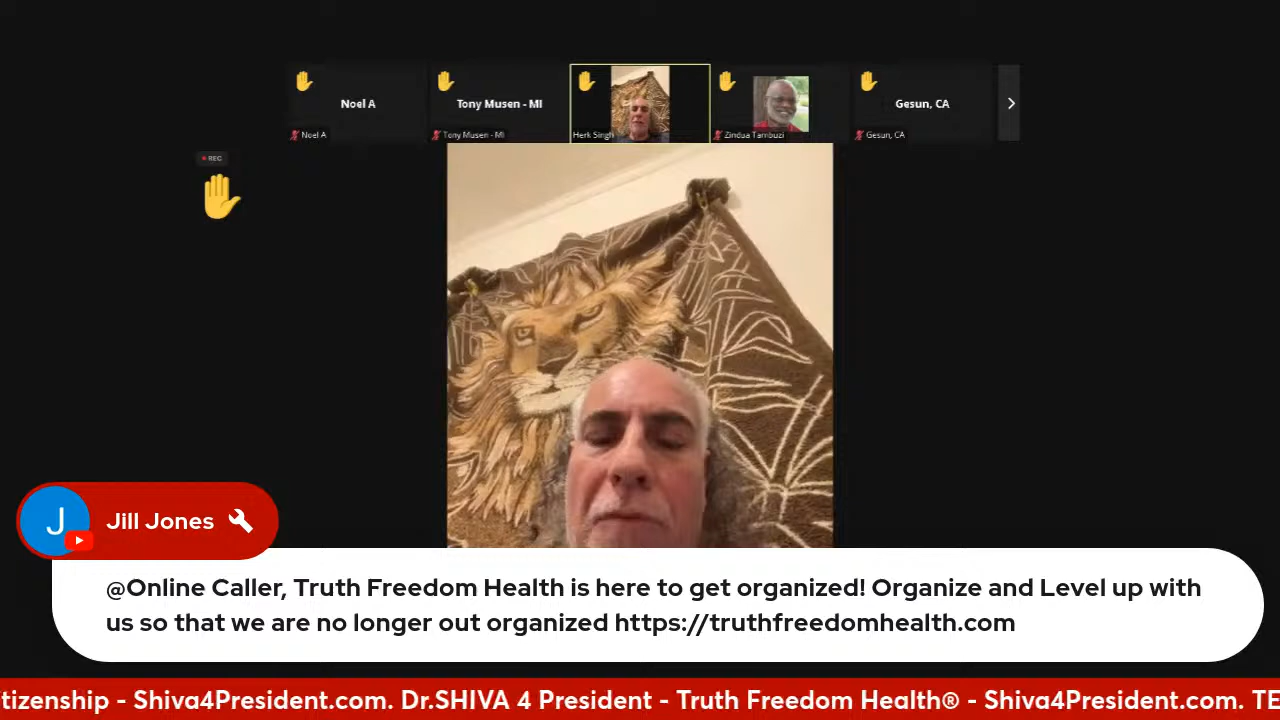 Noel A
Tony Musen - MI
Gesun, CA
Noel A
Tony Musen - MI
Herk Singh
Zindua Tambuzi
Gesun, CA
REC
J
Jill Jones
@Online Caller, Truth Freedom Health is here to get organized! Organize and Level up with
us so that we are no longer out organized https://truthfreedomhealth.com
tizenship - Shiva4President.com. Dr.SHIVA 4 President - Truth Freedom Health® - Shiva4President.com. TE